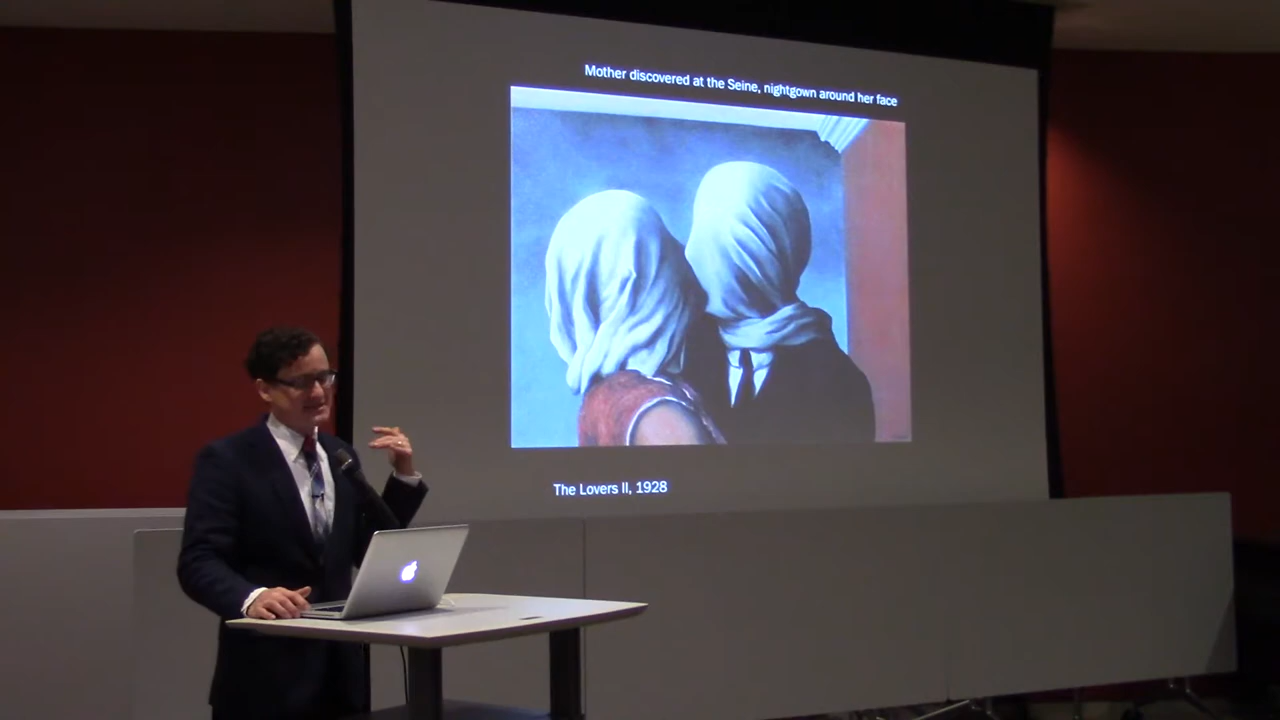 Mother discovered at the Seine, nightgown around her face
The Lovers II, 1928